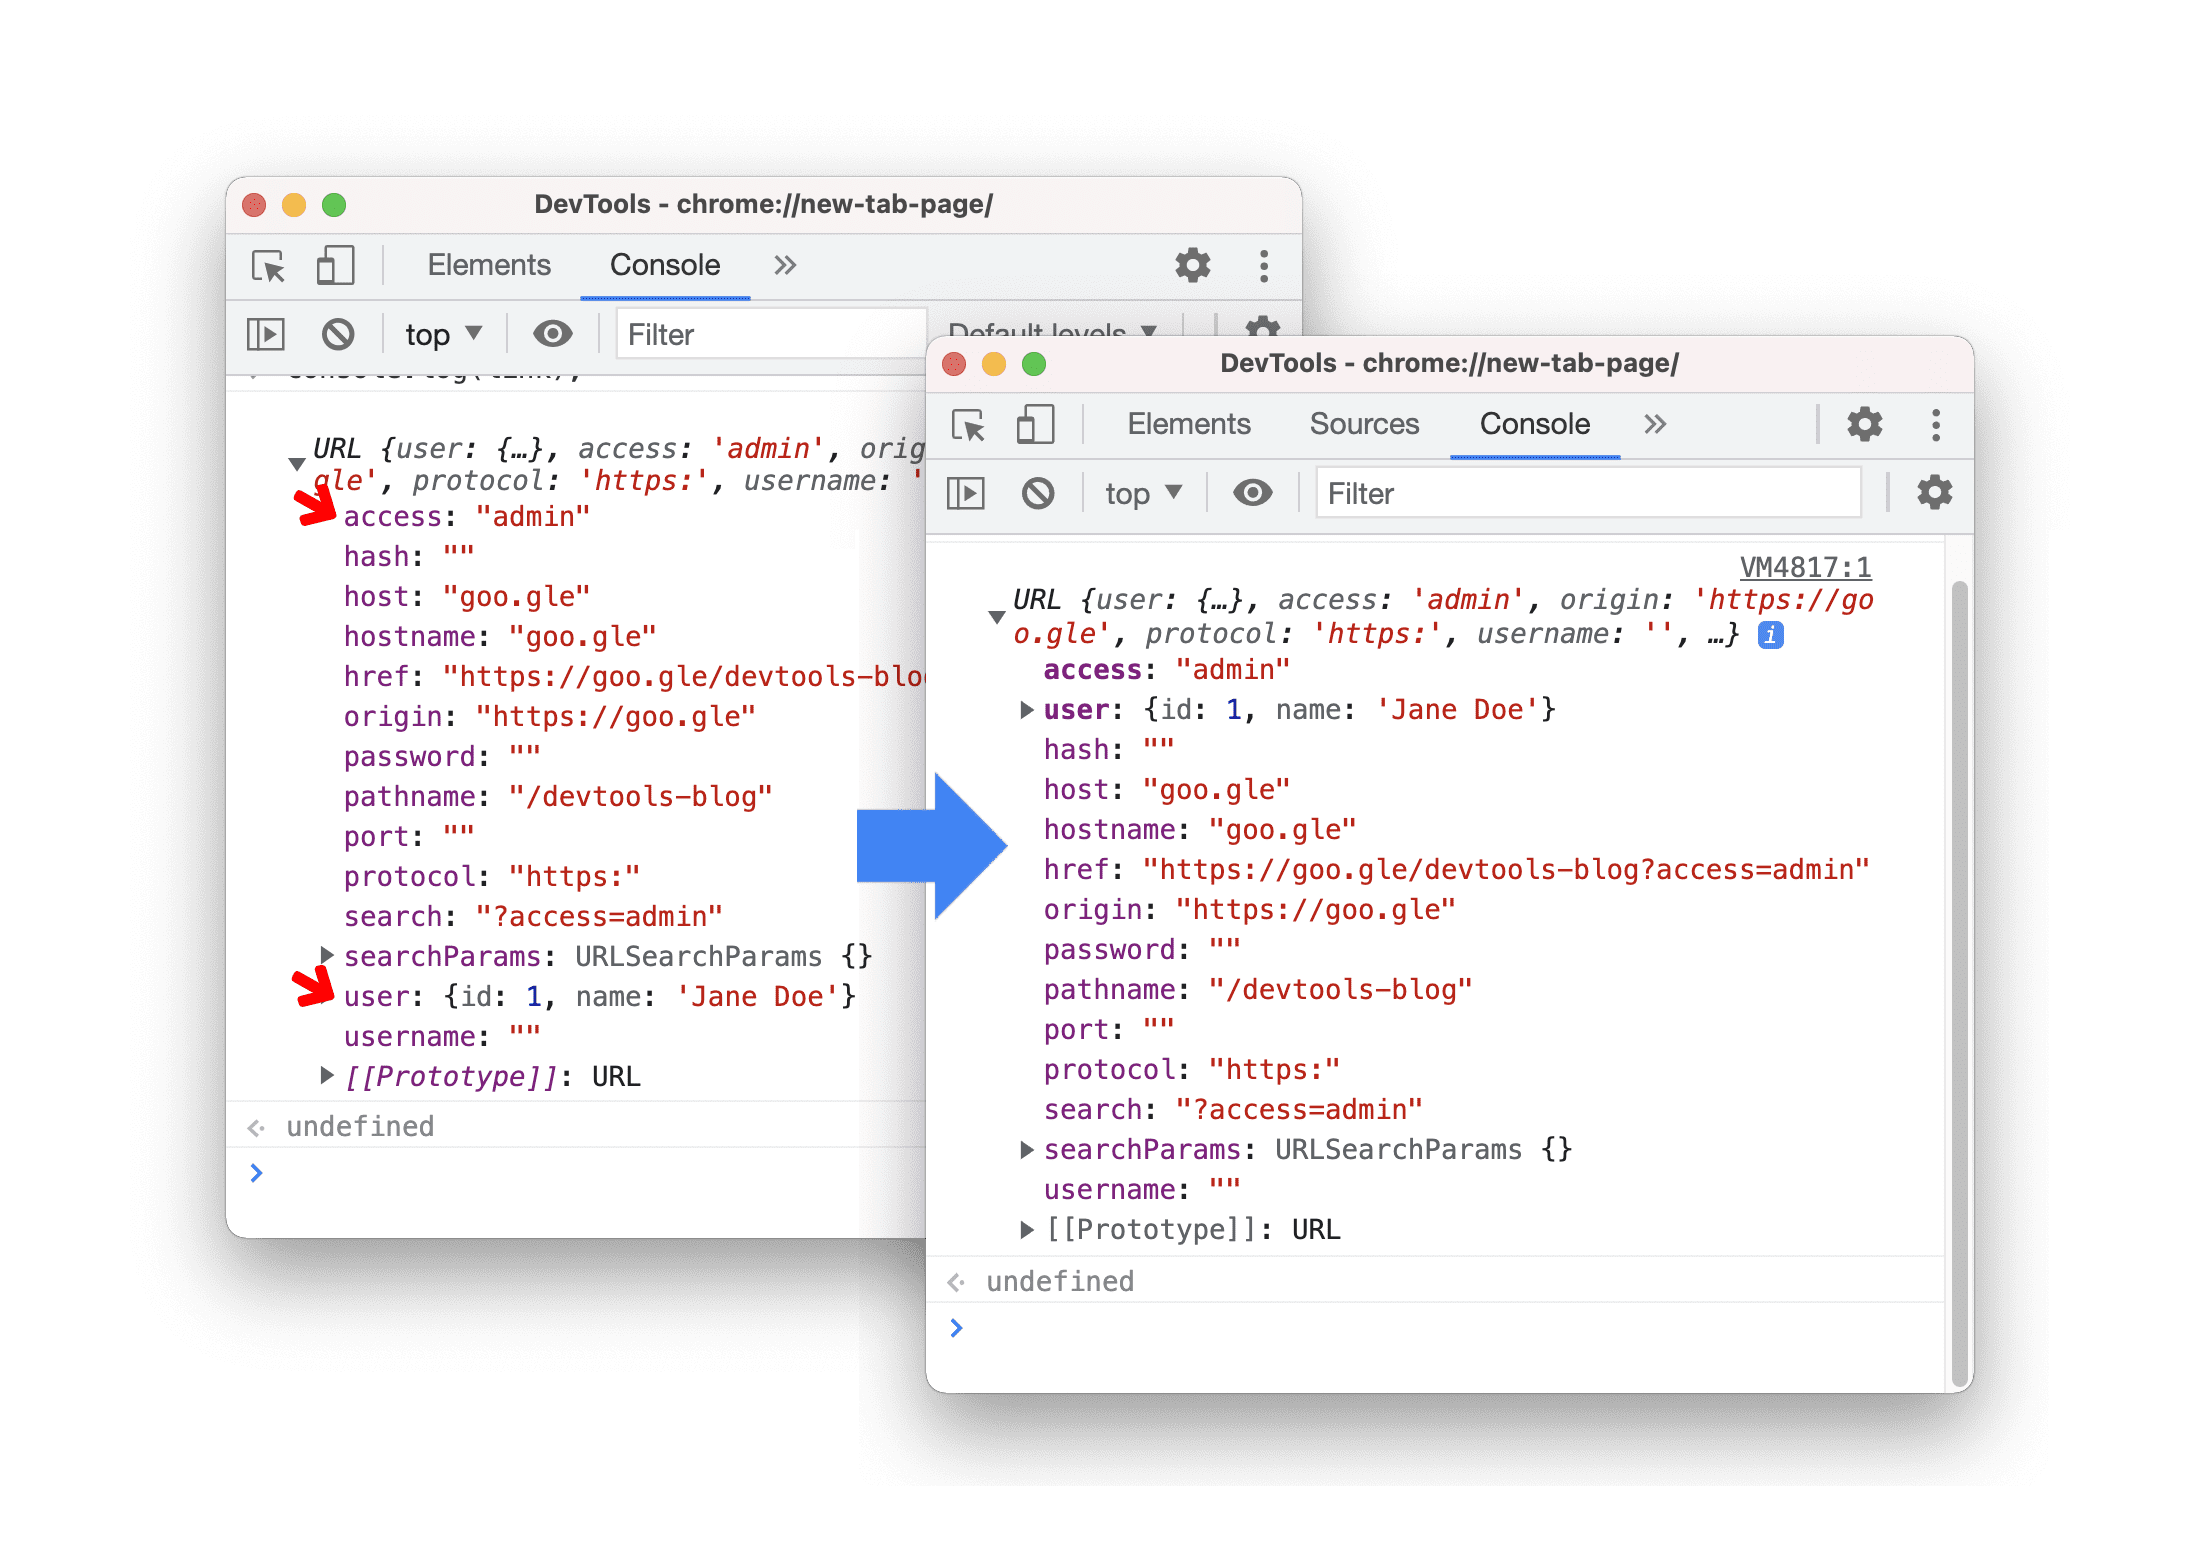 DevTools - chrome://new-tab-page/
Elements Console
top Filter Default levels
console.log(link);
URL {user: {…}, access: 'admin', orig
gle', protocol: 'https:', username: '
access: "admin"
hash: ""
host: "goo.gle"
hostname: "goo.gle"
href: "https://goo.gle/devtools-blo
origin: "https://goo.gle"
password: ""
pathname: "/devtools-blog"
port: ""
protocol: "https:"
search: "?access=admin"
searchParams: URLSearchParams {}
user: {id: 1, name: 'Jane Doe'}
username: ""
[[Prototype]]: URL
undefined
DevTools - chrome://new-tab-page/
Elements Sources Console
top Filter
VM4817:1
URL {user: {…}, access: 'admin', origin: 'https://go
o.gle', protocol: 'https:', username: '', …} i
access: "admin"
user: {id: 1, name: 'Jane Doe'}
hash: ""
host: "goo.gle"
hostname: "goo.gle"
href: "https://goo.gle/devtools-blog?access=admin"
origin: "https://goo.gle"
password: ""
pathname: "/devtools-blog"
port: ""
protocol: "https:"
search: "?access=admin"
searchParams: URLSearchParams {}
username: ""
[[Prototype]]: URL
undefined